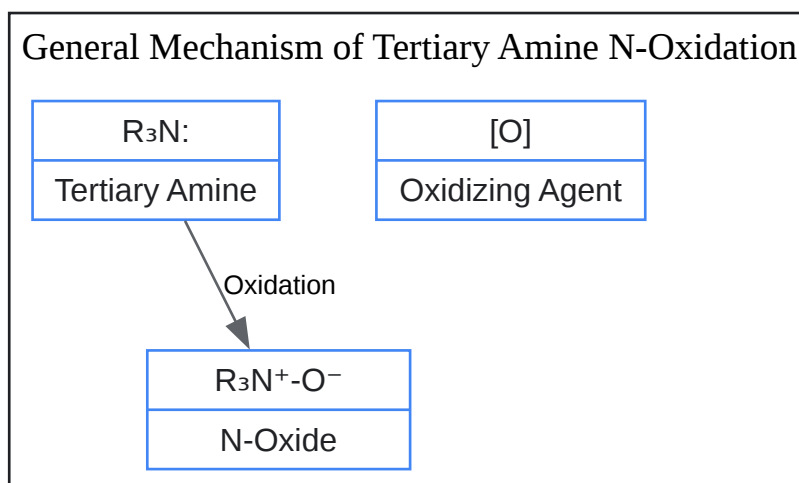 General Mechanism of Tertiary Amine N-Oxidation
R₃N:
Tertiary Amine
[O]
Oxidizing Agent
Oxidation
R₃N⁺-O⁻
N-Oxide